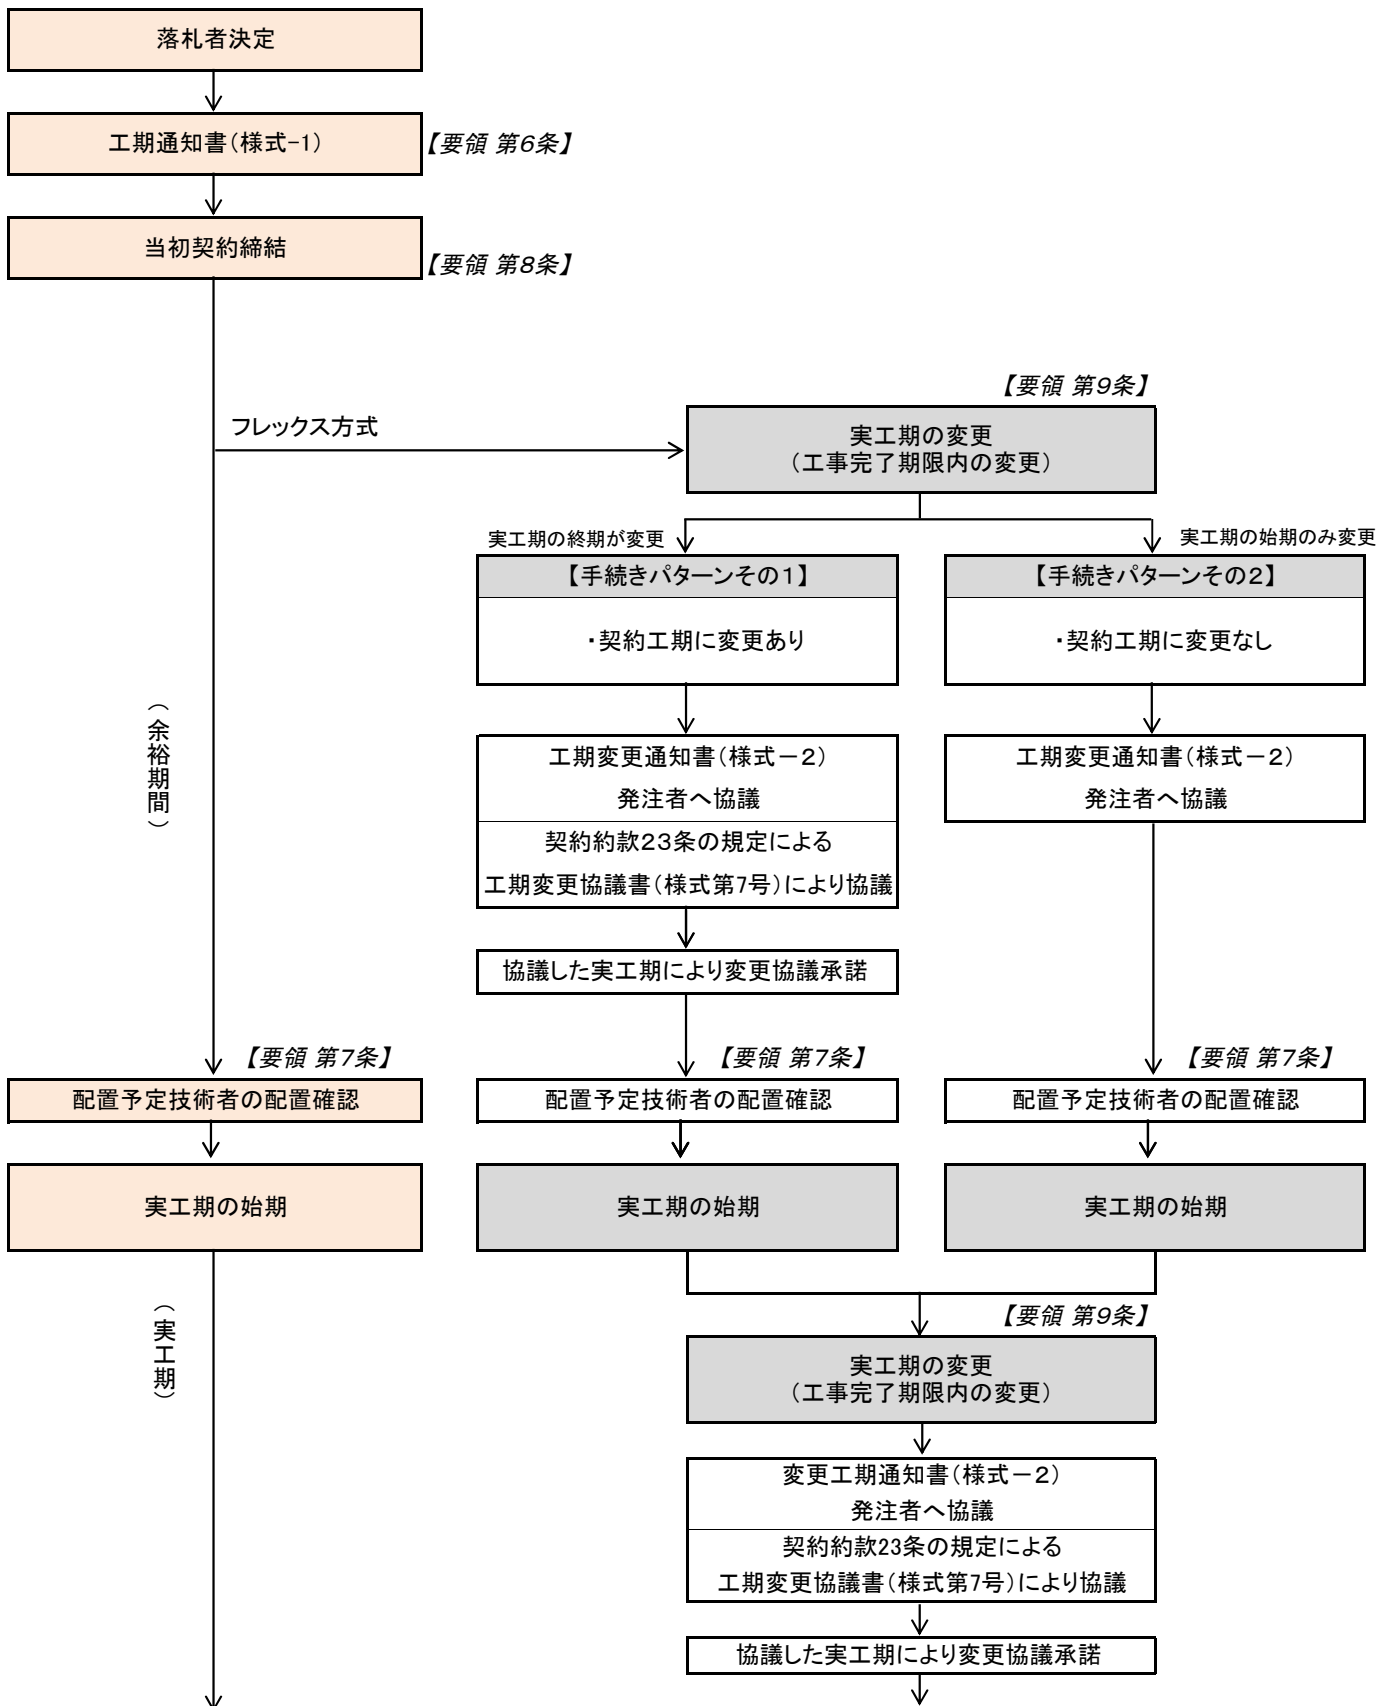 落札者決定
工期通知書(様式-1)
【要領 第6条】
当初契約締結
【要領 第8条】
【要領 第9条】
フレックス方式
実工期の変更
(工事完了期限内の変更)
実工期の終期が変更
実工期の始期のみ変更
【手続きパターンその1】
【手続きパターンその2】
・契約工期に変更あり
・契約工期に変更なし
(余裕期間)
工期変更通知書(様式-2)
発注者へ協議
契約約款23条の規定による
工期変更協議書(様式第7号)により協議
工期変更通知書(様式-2)
発注者へ協議
協議した実工期により変更協議承諾
【要領 第7条】
【要領 第7条】
【要領 第7条】
配置予定技術者の配置確認
配置予定技術者の配置確認
配置予定技術者の配置確認
実工期の始期
実工期の始期
実工期の始期
(実工期)
【要領 第9条】
実工期の変更
(工事完了期限内の変更)
変更工期通知書(様式-2)
発注者へ協議
契約約款23条の規定による
工期変更協議書(様式第7号)により協議
協議した実工期により変更協議承諾